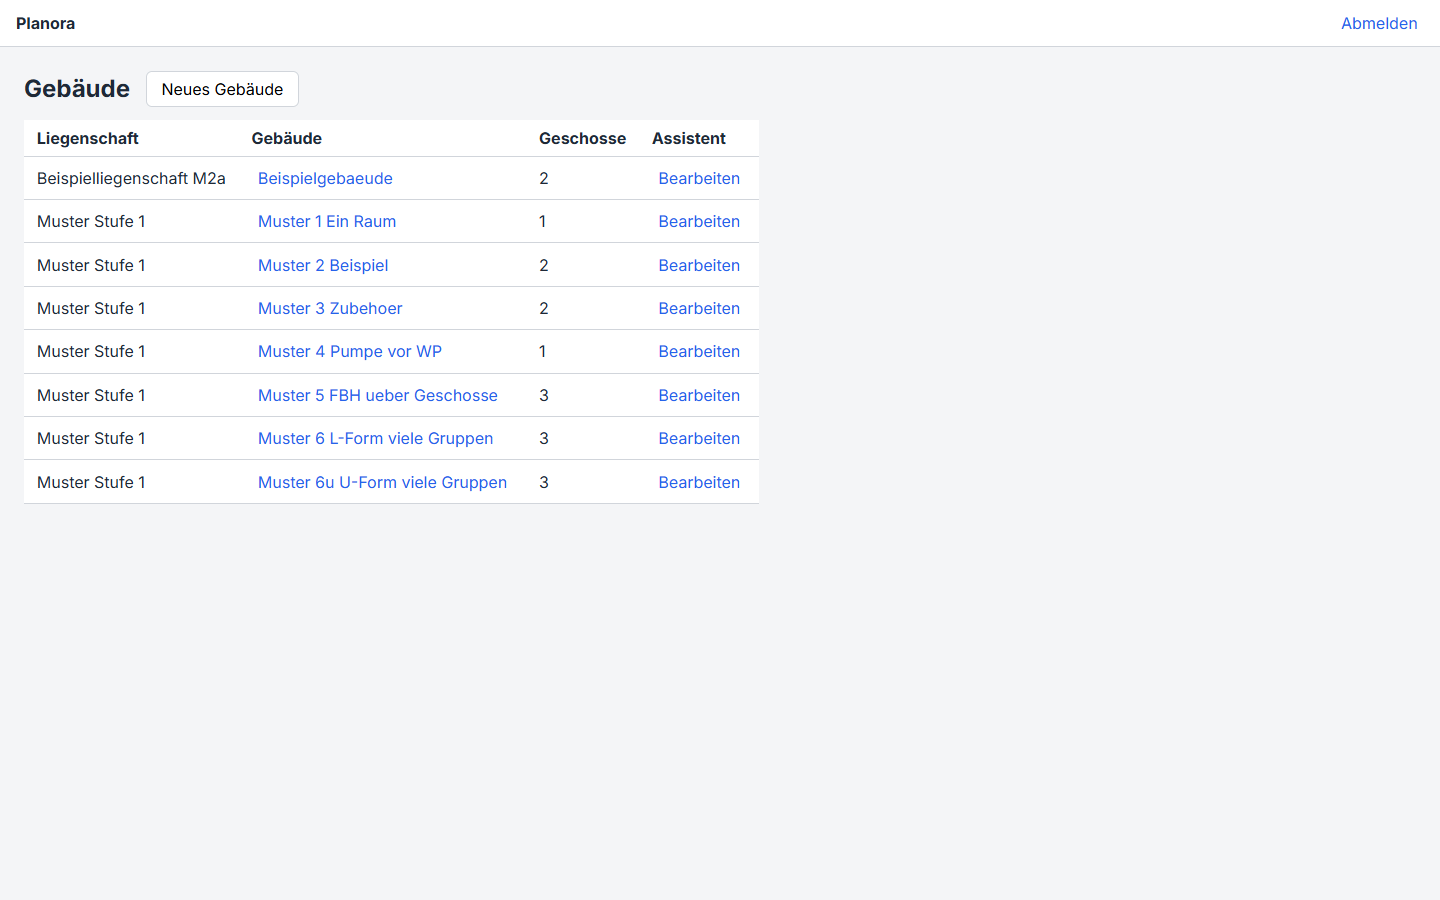 Planora Abmelden
Gebäude Neues Gebäude
Liegenschaft Gebäude Geschosse Assistent
Beispielliegenschaft M2a Beispielgebaeude 2 Bearbeiten
Muster Stufe 1 Muster 1 Ein Raum 1 Bearbeiten
Muster Stufe 1 Muster 2 Beispiel 2 Bearbeiten
Muster Stufe 1 Muster 3 Zubehoer 2 Bearbeiten
Muster Stufe 1 Muster 4 Pumpe vor WP 1 Bearbeiten
Muster Stufe 1 Muster 5 FBH ueber Geschosse 3 Bearbeiten
Muster Stufe 1 Muster 6 L-Form viele Gruppen 3 Bearbeiten
Muster Stufe 1 Muster 6u U-Form viele Gruppen 3 Bearbeiten